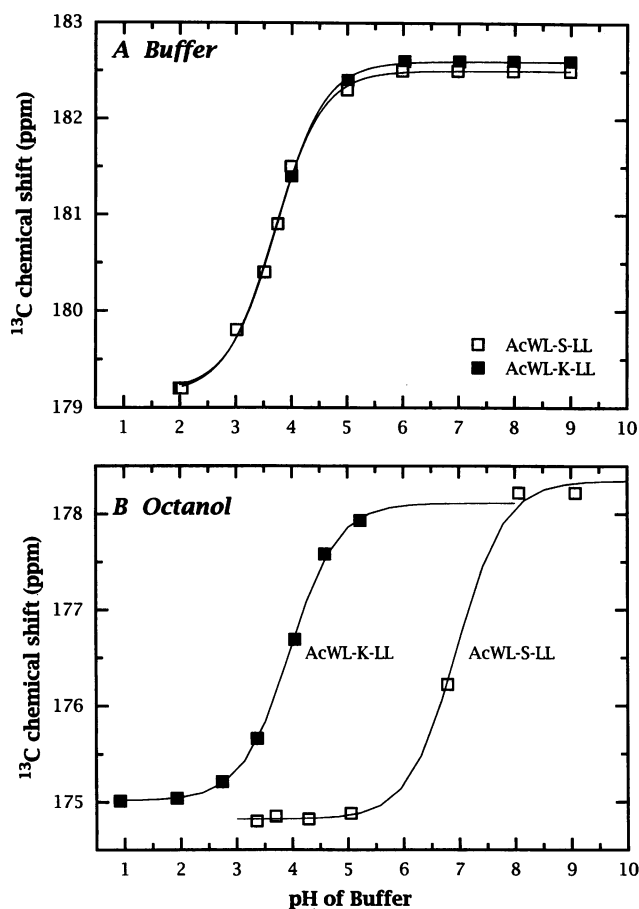 A Buffer
183
182
181
180
179
¹³C chemical shift (ppm)
AcWL-S-LL
AcWL-K-LL
1 2 3 4 5 6 7 8 9 10
B Octanol
178
177
176
175
¹³C chemical shift (ppm)
AcWL-K-LL
AcWL-S-LL
1 2 3 4 5 6 7 8 9 10
pH of Buffer